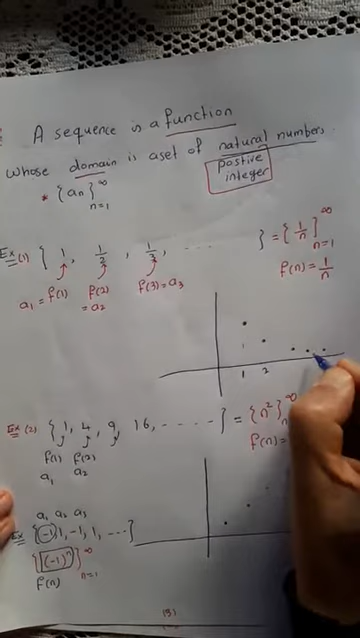 A sequence is a function
whose domain is a set of natural numbers
postive
integer
* {aₙ}^∞ n=1
Ex(1) { 1, 1/2, 1/3, ..... } = {1/n}^∞ n=1
a₁ = f(1) f(2) = a₂ f(3) = a₃ f(n) = 1/n
1
1 2
Ex (2) {1, 4, 9, 16, ..... } = {n²}^∞ n
f(1) f(2) f(n) =
a₁ a₂
a₁ a₂ a₃
Ex {-1, 1, -1, 1, ...}
{(-1)ⁿ}^∞ n=1
f(n)
(3)